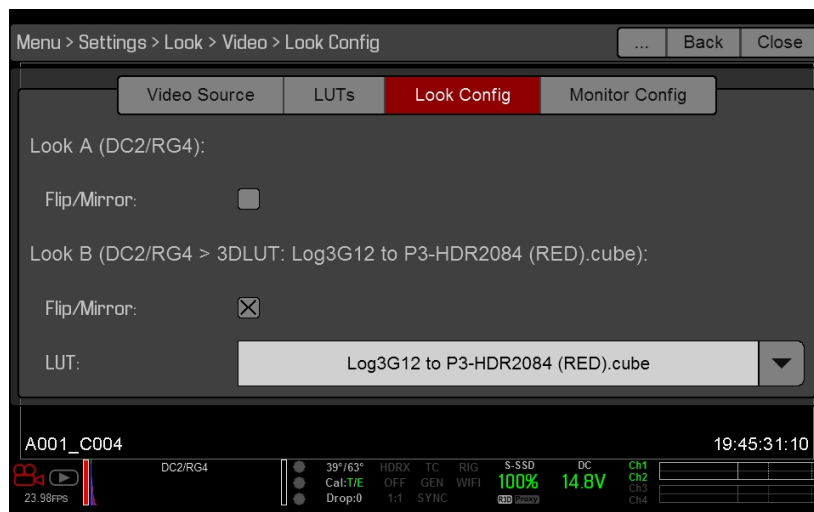 Menu > Settings > Look > Video > Look Config
... Back Close
Video Source LUTs Look Config Monitor Config
Look A (DC2/RG4):
Flip/Mirror:
Look B (DC2/RG4 > 3DLUT: Log3G12 to P3-HDR2084 (RED).cube):
Flip/Mirror:
LUT: Log3G12 to P3-HDR2084 (RED).cube
A001_C004 19:45:31:10
DC2/RG4 39°/63° HDRX TC RIG S-SSD DC Ch1
Cal:T/E OFF GEN WIFI 100% 14.8V Ch2
Ch3
23.98FPS Drop:0 1:1 SYNC R3D Proxy Ch4